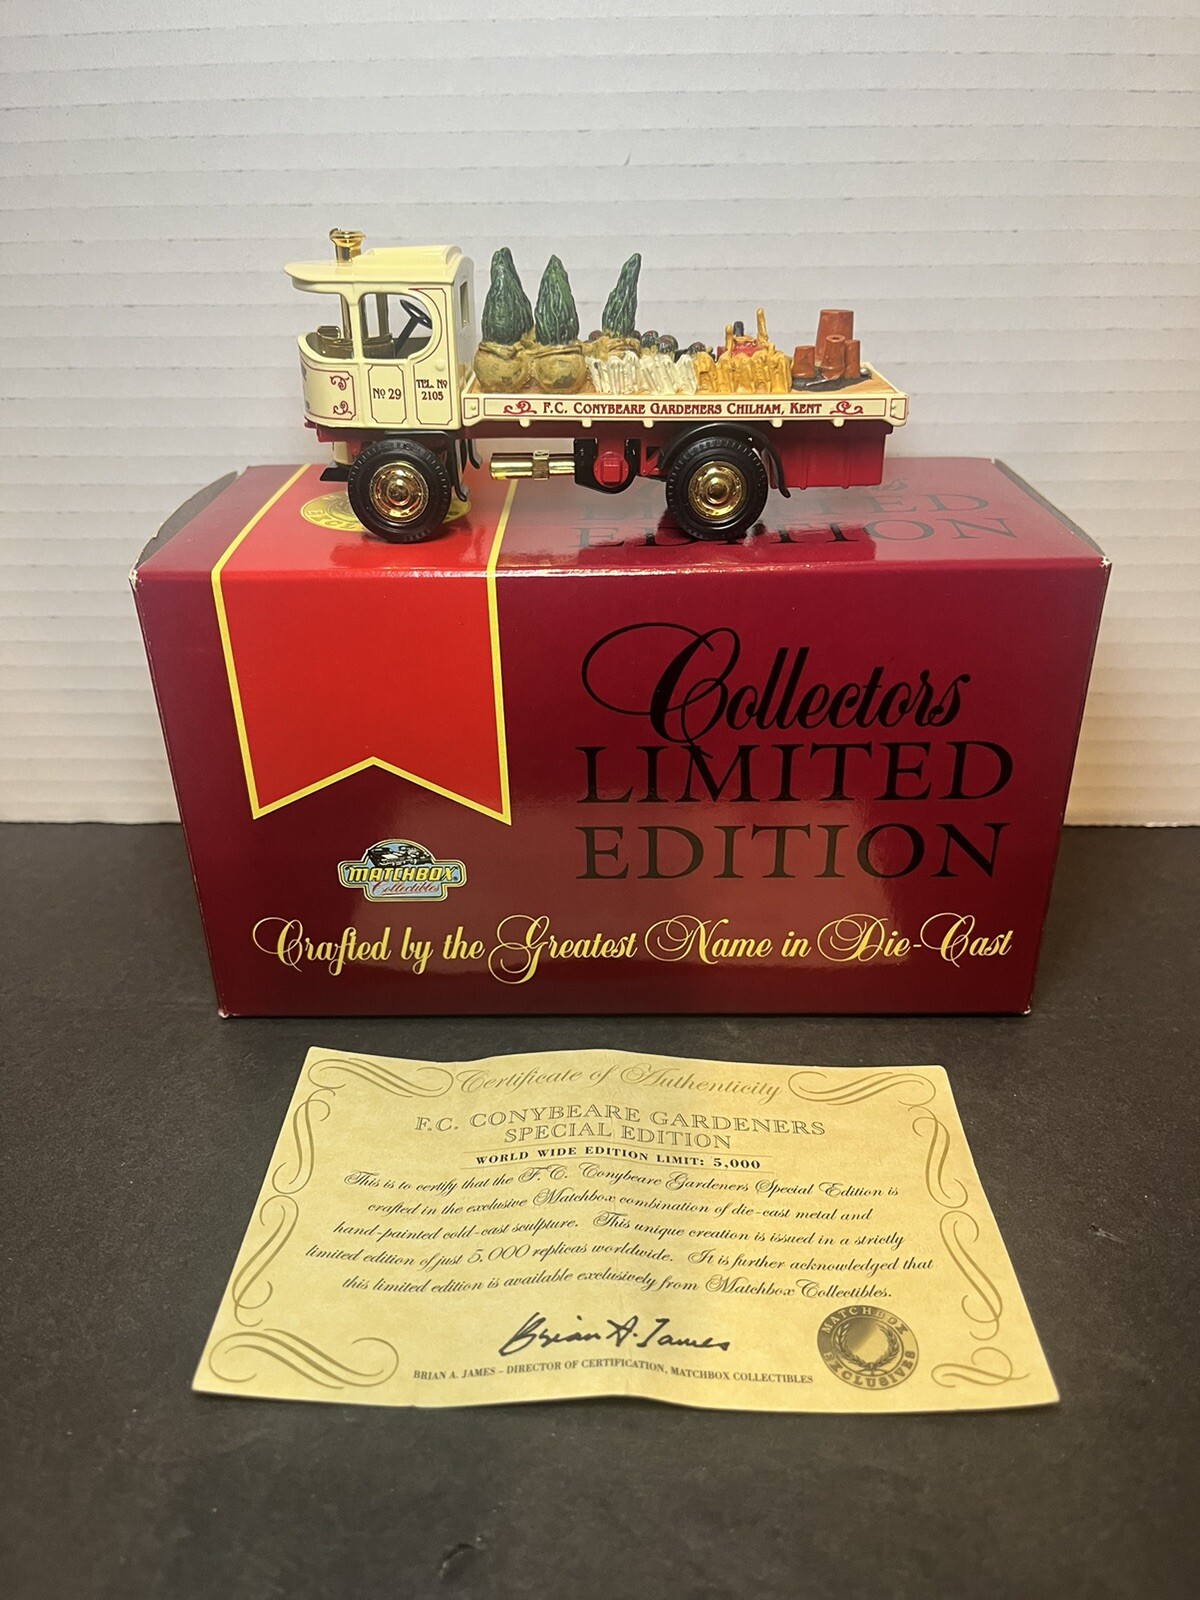 No 29
TEL. No
2105
F.C. CONYBEARE GARDENERS CHILHAM, KENT
LIMITED
EDITION
Collectors
LIMITED
EDITION
MATCHBOX
Collectibles
Crafted by the Greatest Name in Die-Cast
Certificate of Authenticity
F.C. CONYBEARE GARDENERS
SPECIAL EDITION
WORLD WIDE EDITION LIMIT: 5,000
This is to certify that the F.C. Conybeare Gardeners Special Edition is
crafted in the exclusive Matchbox combination of die-cast metal and
hand-painted cold-cast sculpture. This unique creation is issued in a strictly
limited edition of just 5,000 replicas worldwide. It is further acknowledged that
this limited edition is available exclusively from Matchbox Collectibles.
Brian A. James
BRIAN A. JAMES – DIRECTOR OF CERTIFICATION, MATCHBOX COLLECTIBLES
MATCHBOX
EXCLUSIVES